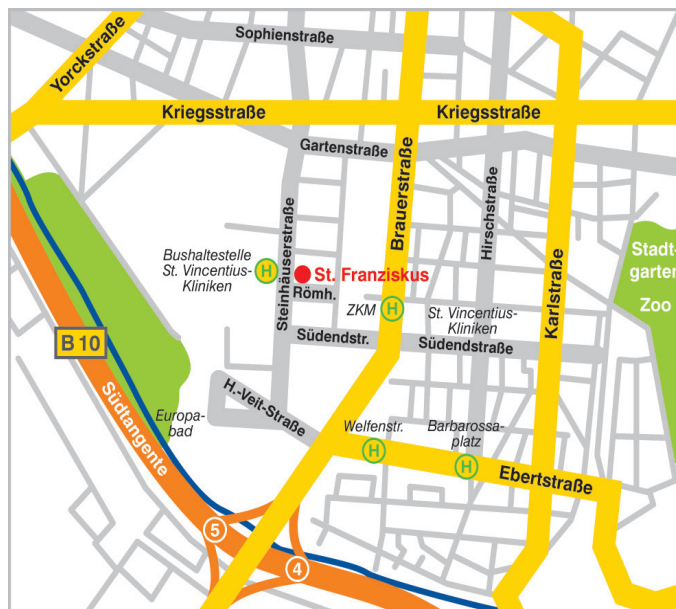 Sophienstraße
Yorckstraße
Kriegsstraße
Kriegsstraße
Gartenstraße
Brauerstraße
Hirschstraße
Steinhäuserstraße
Bushaltestelle
St. Vincentius-
Kliniken
H
St. Franziskus
Römh.
Stadt-
garten
Zoo
ZKM
H
St. Vincentius-
Kliniken
Karlstraße
Südendstr.
Südendstraße
B 10
Südtangente
Europa-
bad
H.-Veit-Straße
Welfenstr.
H
Barbarossa-
platz
H
Ebertstraße
5
4